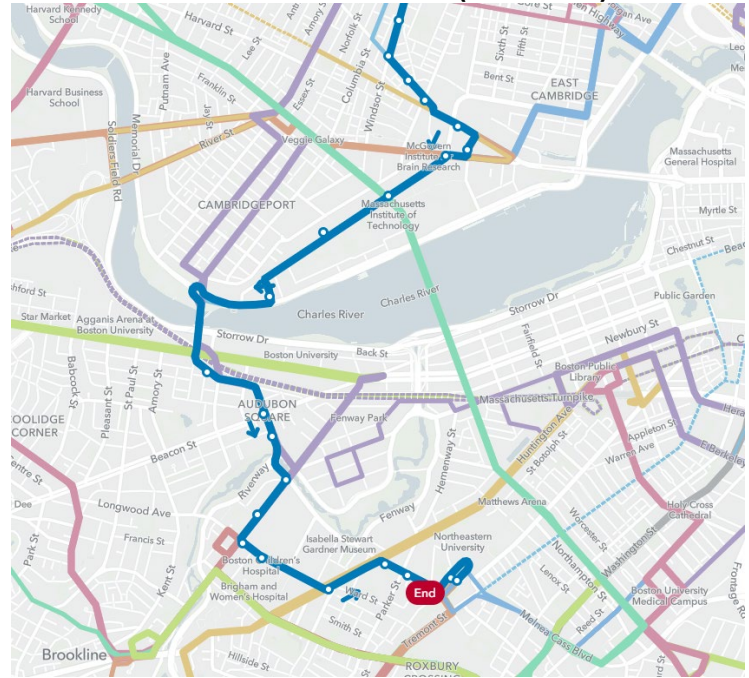 Harvard Kennedy
School
Harvard St
Amory St
Lee St
Norfolk St
Columbia St
Windsor St
Sixth St
Fifth St
Bent St
EAST
CAMBRIDGE
Putnam Ave
Franklin St
Essex St
Jay St
River St
Harvard Business
School
Soldiers Field Rd
Memorial Dr
Veggie Galaxy
McGovern
Institute
Brain Research
Massachusetts
General Hospital
CAMBRIDGEPORT
Massachusetts
Institute of
Technology
Myrtle St
Chestnut St
Charles River
Charles River
Storrow Dr
Public Garden
Star Market
Agganis Arena at
Boston University
Storrow Dr
Boston University
Back St
Fairfield St
Newbury St
Boston Public
Library
Massachusetts Turnpike
Babcock St
Pleasant St
St Paul St
Amory St
AUDUBON
SQUARE
Fenway Park
COOLIDGE
CORNER
Beacon St
Hemenway St
Huntington Ave
St Botolph St
Appleton St
Warren Ave
E Berkeley
Riverway
Longwood Ave
Fenway
Matthews Arena
Holy Cross
Cathedral
Park St
Francis St
Kent St
Isabella Stewart
Gardner Museum
Northeastern
University
Worcester St
Washington St
Northampton St
Boston Children's
Hospital
Brigham and
Women's Hospital
Ward St
Parker St
End
Lenox St
Reed St
Boston University
Medical Campus
Frontage Rd
Smith St
Tremont St
Melnea Cass Blvd
Brookline
Hillside St
ROXBURY
CROSSING